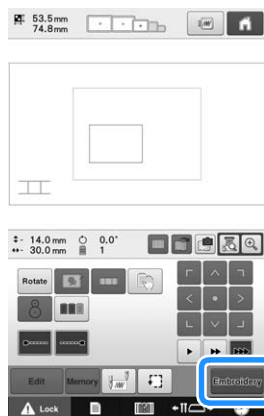 53.5mm
74.8mm
- 14.0mm 0.0°
- 30.0mm 1
Rotate
Edit Memory Embroidery
Lock